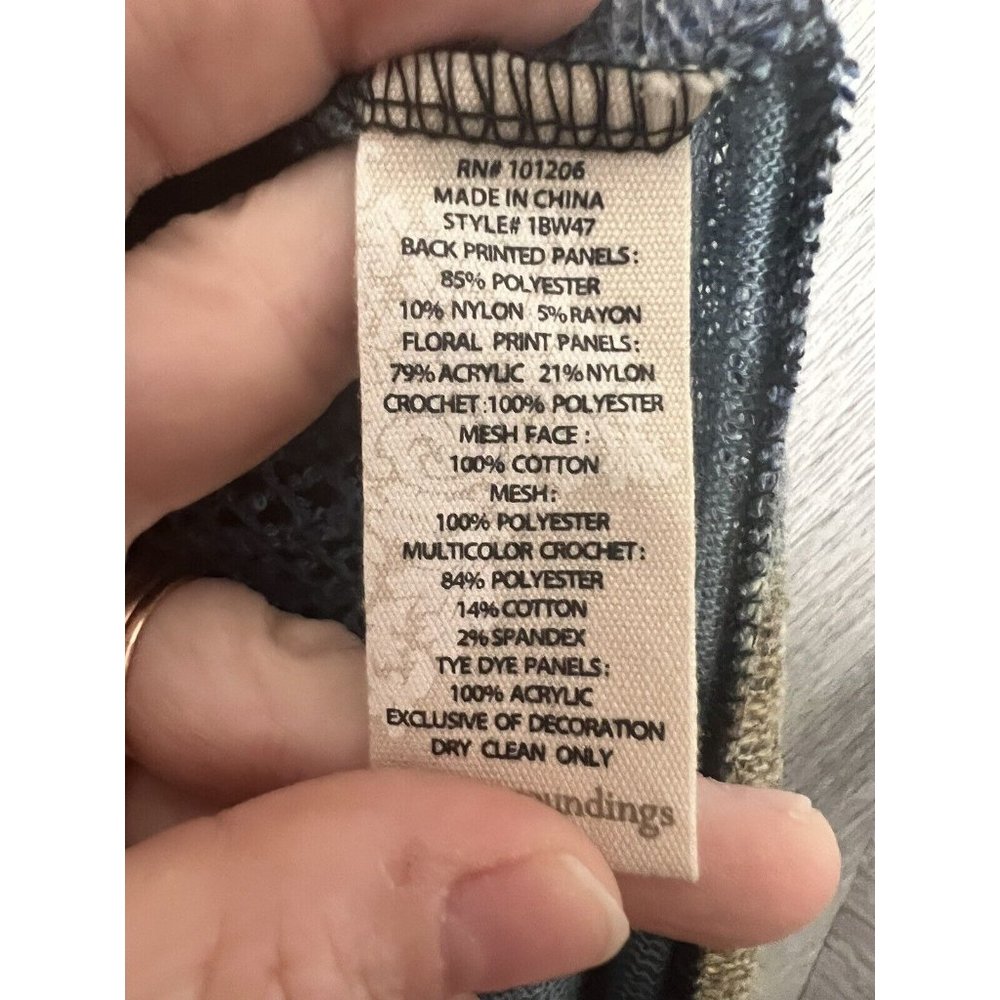 RN# 101206
MADE IN CHINA
STYLE# 1BW47
BACK PRINTED PANELS:
85% POLYESTER
10% NYLON 5% RAYON
FLORAL PRINT PANELS:
79% ACRYLIC 21% NYLON
CROCHET:100% POLYESTER
MESH FACE:
100% COTTON
MESH:
100% POLYESTER
MULTICOLOR CROCHET:
84% POLYESTER
14% COTTON
2% SPANDEX
TYE DYE PANELS:
100% ACRYLIC
EXCLUSIVE OF DECORATION
DRY CLEAN ONLY